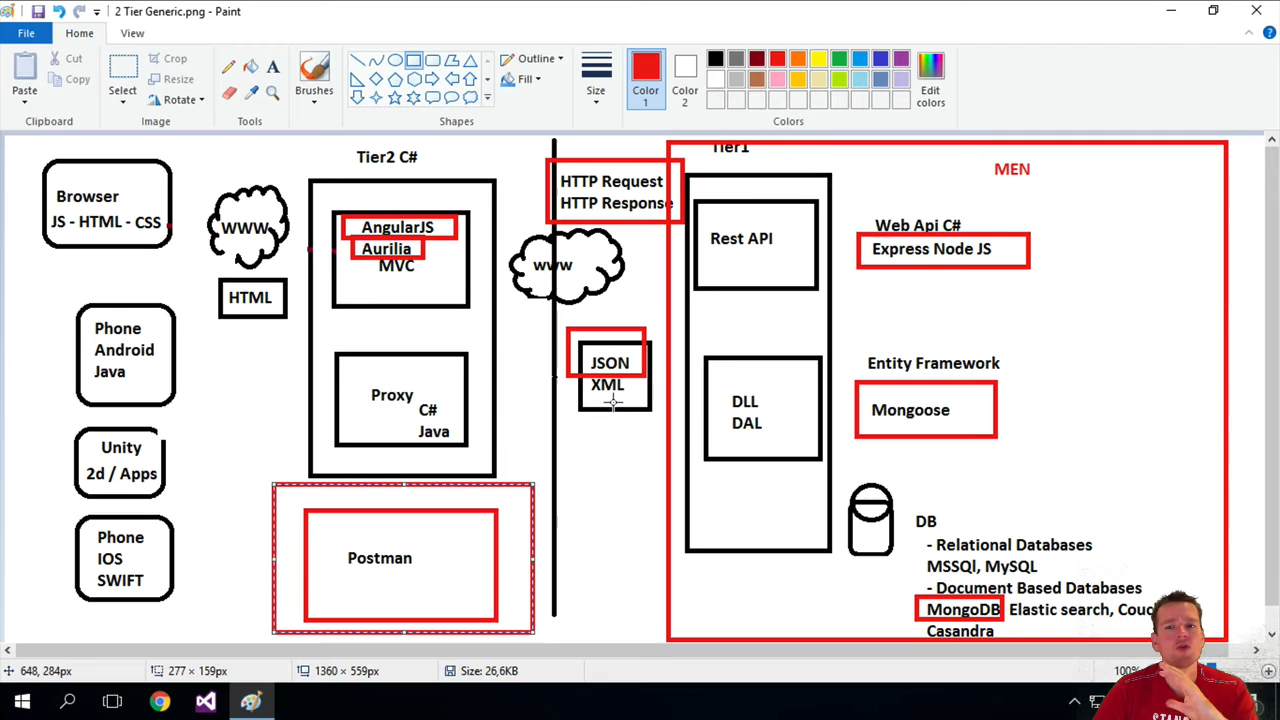 2 Tier Generic.png - Paint
File
Home
View
Paste
Cut
Copy
Clipboard
Select
Crop
Resize
Rotate
Image
Tools
Brushes
Shapes
Outline
Fill
Size
Color 1
Color 2
Edit colors
Colors
Browser
JS - HTML - CSS
Phone
Android
Java
Unity
2d / Apps
Phone
IOS
SWIFT
WWW
HTML
Tier2 C#
AngularJS
Aurilia
MVC
Proxy
C#
Java
Postman
HTTP Request
HTTP Response
www
JSON
XML
Tier1
Rest API
DLL
DAL
MEN
Web Api C#
Express Node JS
Entity Framework
Mongoose
DB
- Relational Databases
MSSQl, MySQL
- Document Based Databases
MongoDB Elastic search,
Casandra
648, 284px
277 × 159px
1360 × 559px
Size: 26,6KB
100%